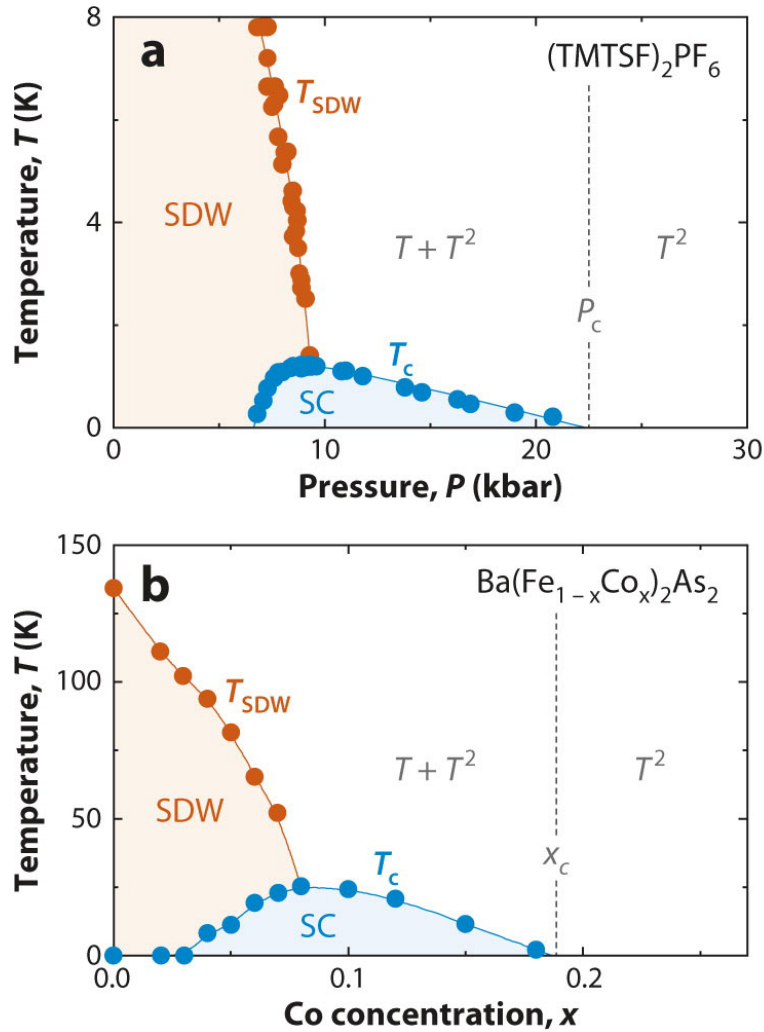 a
(TMTSF)₂PF₆
8
4
0
Temperature, T (K)
T_SDW
SDW
T + T²
T²
P_c
T_c
SC
0
10
20
30
Pressure, P (kbar)
b
Ba(Fe₁₋ₓCoₓ)₂As₂
150
100
50
0
Temperature, T (K)
T_SDW
SDW
T + T²
T²
x_c
T_c
SC
0.0
0.1
0.2
Co concentration, x